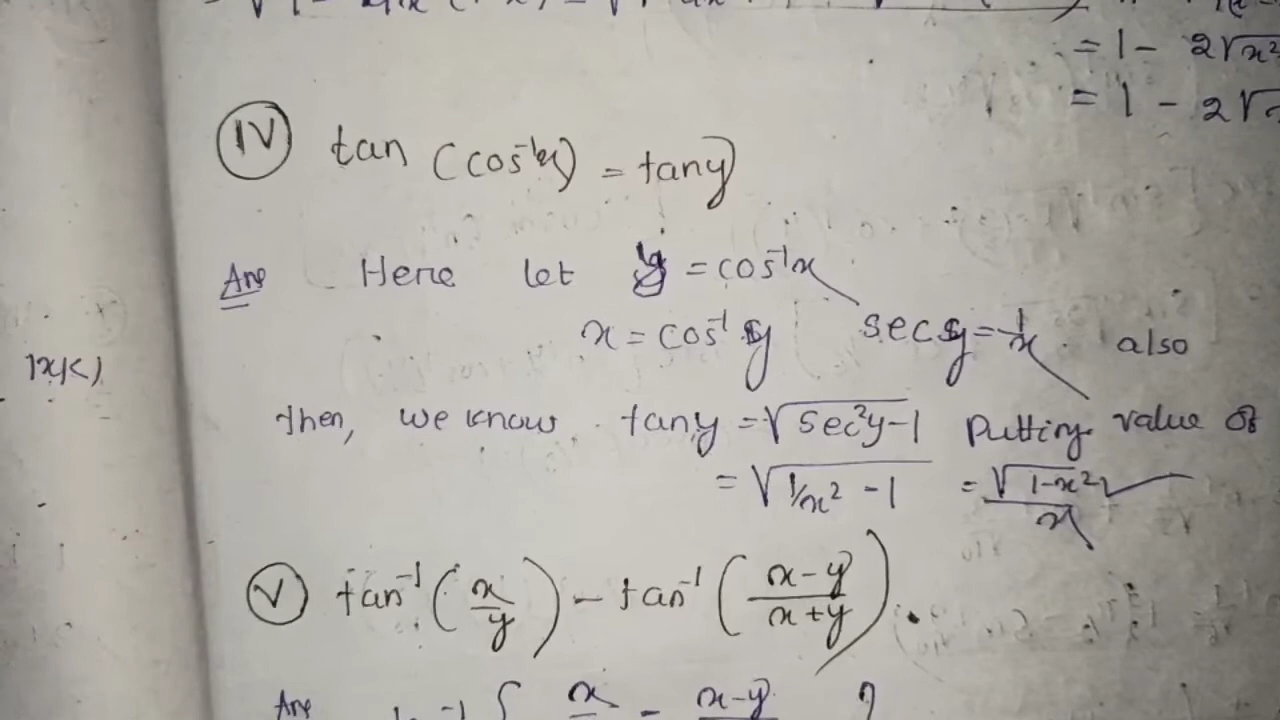 = 1 - 2√x²
= 1 - 2√
(IV) tan (cos⁻¹x) = tany
Ans Here let y = cos⁻¹x
x = cos⁻¹ y secy = 1/x . also
|x|<)
Then, we know tany = √sec²y-1 Putting value of
= √1/x² - 1 = √1-x²/x
(V) tan⁻¹ (x/y) - tan⁻¹ (x-y/x+y).
Ans x - x-y